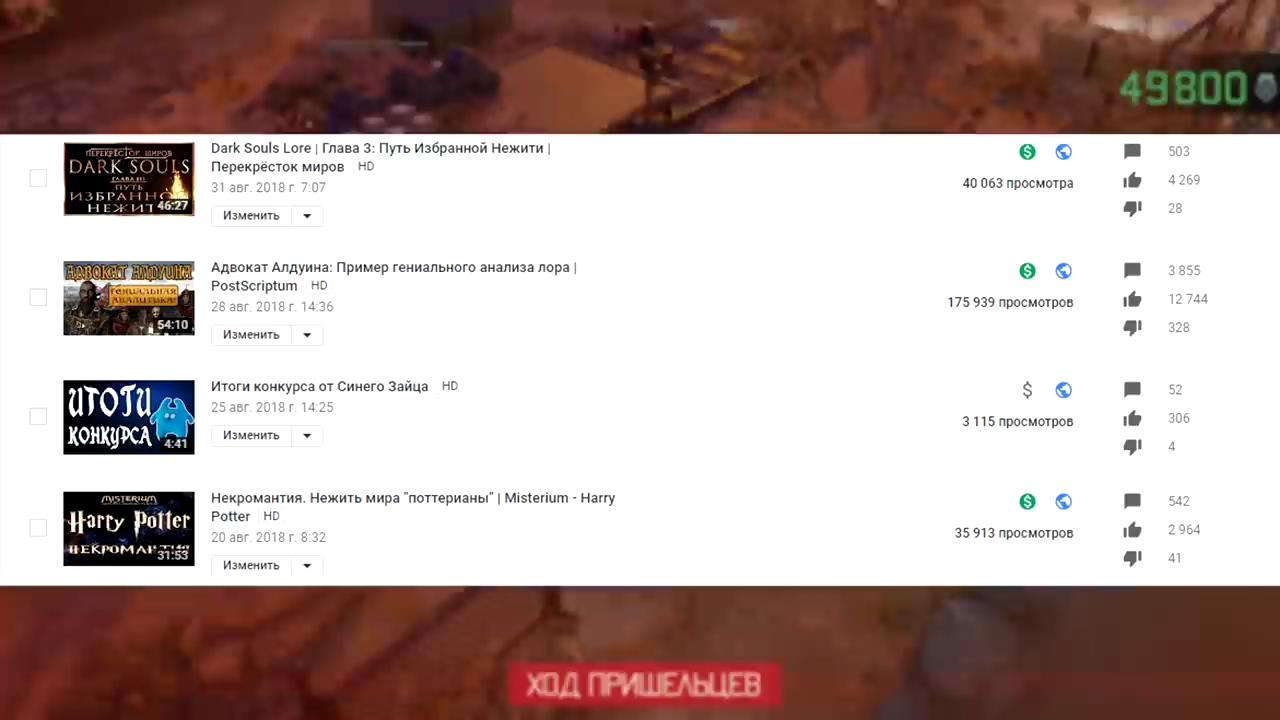 49800
ПЕРЕКРЁСТОК МИРОВ
DARK SOULS
ГЛАВА III
ПУТЬ
ИЗБРАННО
НЕЖИТ
46:27
Dark Souls Lore | Глава 3: Путь Избранной Нежити |
Перекрёсток миров HD
31 авг. 2018 г. 7:07
Изменить
40 063 просмотра
503
4 269
28
АДВОКАТ АЛДУИНА
ГЕНИАЛЬНАЯ
АНАЛИТИКА!
54:10
Адвокат Алдуина: Пример гениального анализа лора |
PostScriptum HD
28 авг. 2018 г. 14:36
Изменить
175 939 просмотров
3 855
12 744
328
ИТОГИ
КОНКУРСА
4:41
Итоги конкурса от Синего Зайца HD
25 авг. 2018 г. 14:25
Изменить
3 115 просмотров
52
306
4
MISTERIUM
Harry Potter
НЕКРОМАНТИЯ
31:53
Некромантия. Нежить мира "поттерианы" | Misterium - Harry
Potter HD
20 авг. 2018 г. 8:32
Изменить
35 913 просмотров
542
2 964
41
ХОД ПРИШЕЛЬЦЕВ